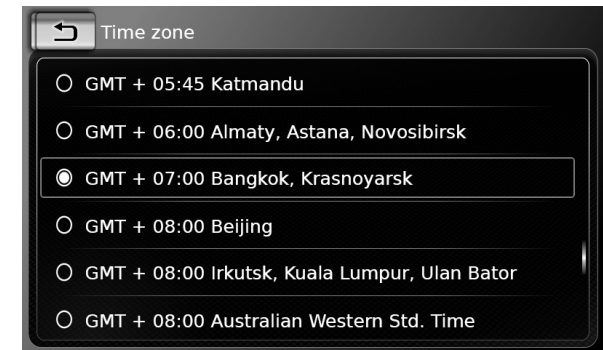 Time zone
GMT + 05:45 Katmandu
GMT + 06:00 Almaty, Astana, Novosibirsk
GMT + 07:00 Bangkok, Krasnoyarsk
GMT + 08:00 Beijing
GMT + 08:00 Irkutsk, Kuala Lumpur, Ulan Bator
GMT + 08:00 Australian Western Std. Time